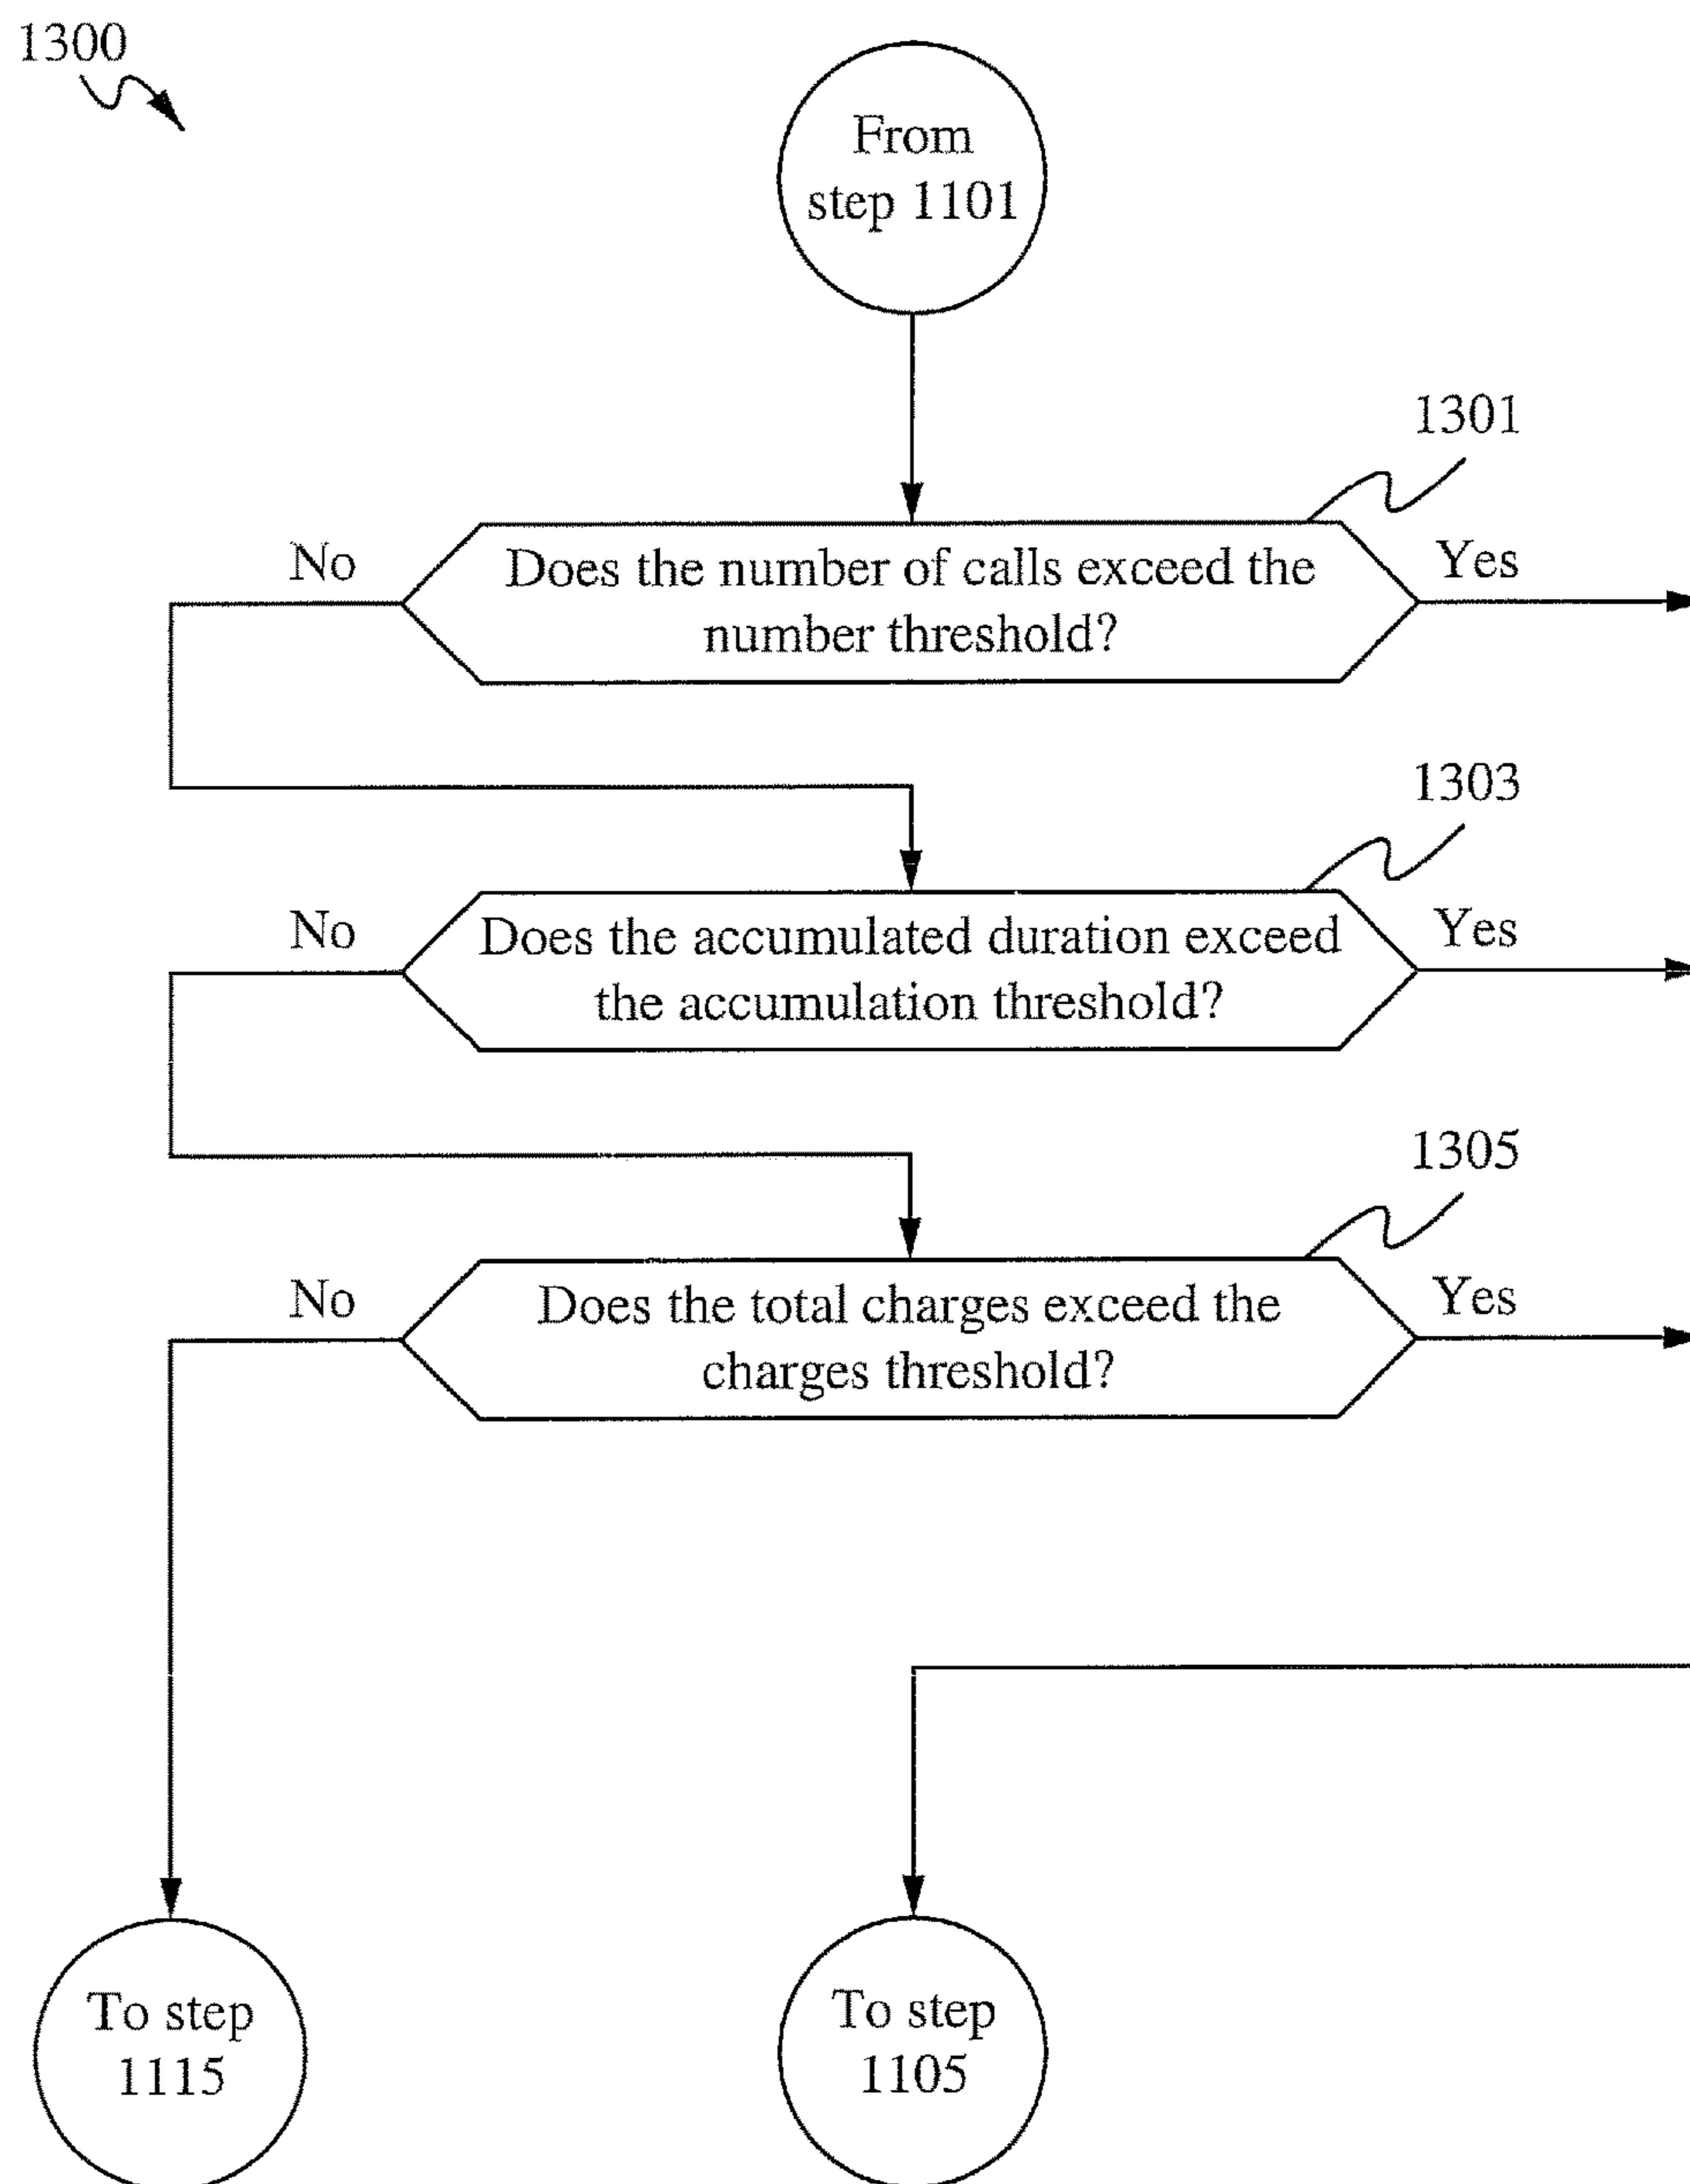 1300
From
step 1101
1301
No
Does the number of calls exceed the
number threshold?
Yes
1303
No
Does the accumulated duration exceed
the accumulation threshold?
Yes
1305
No
Does the total charges exceed the
charges threshold?
Yes
To step
1115
To step
1105